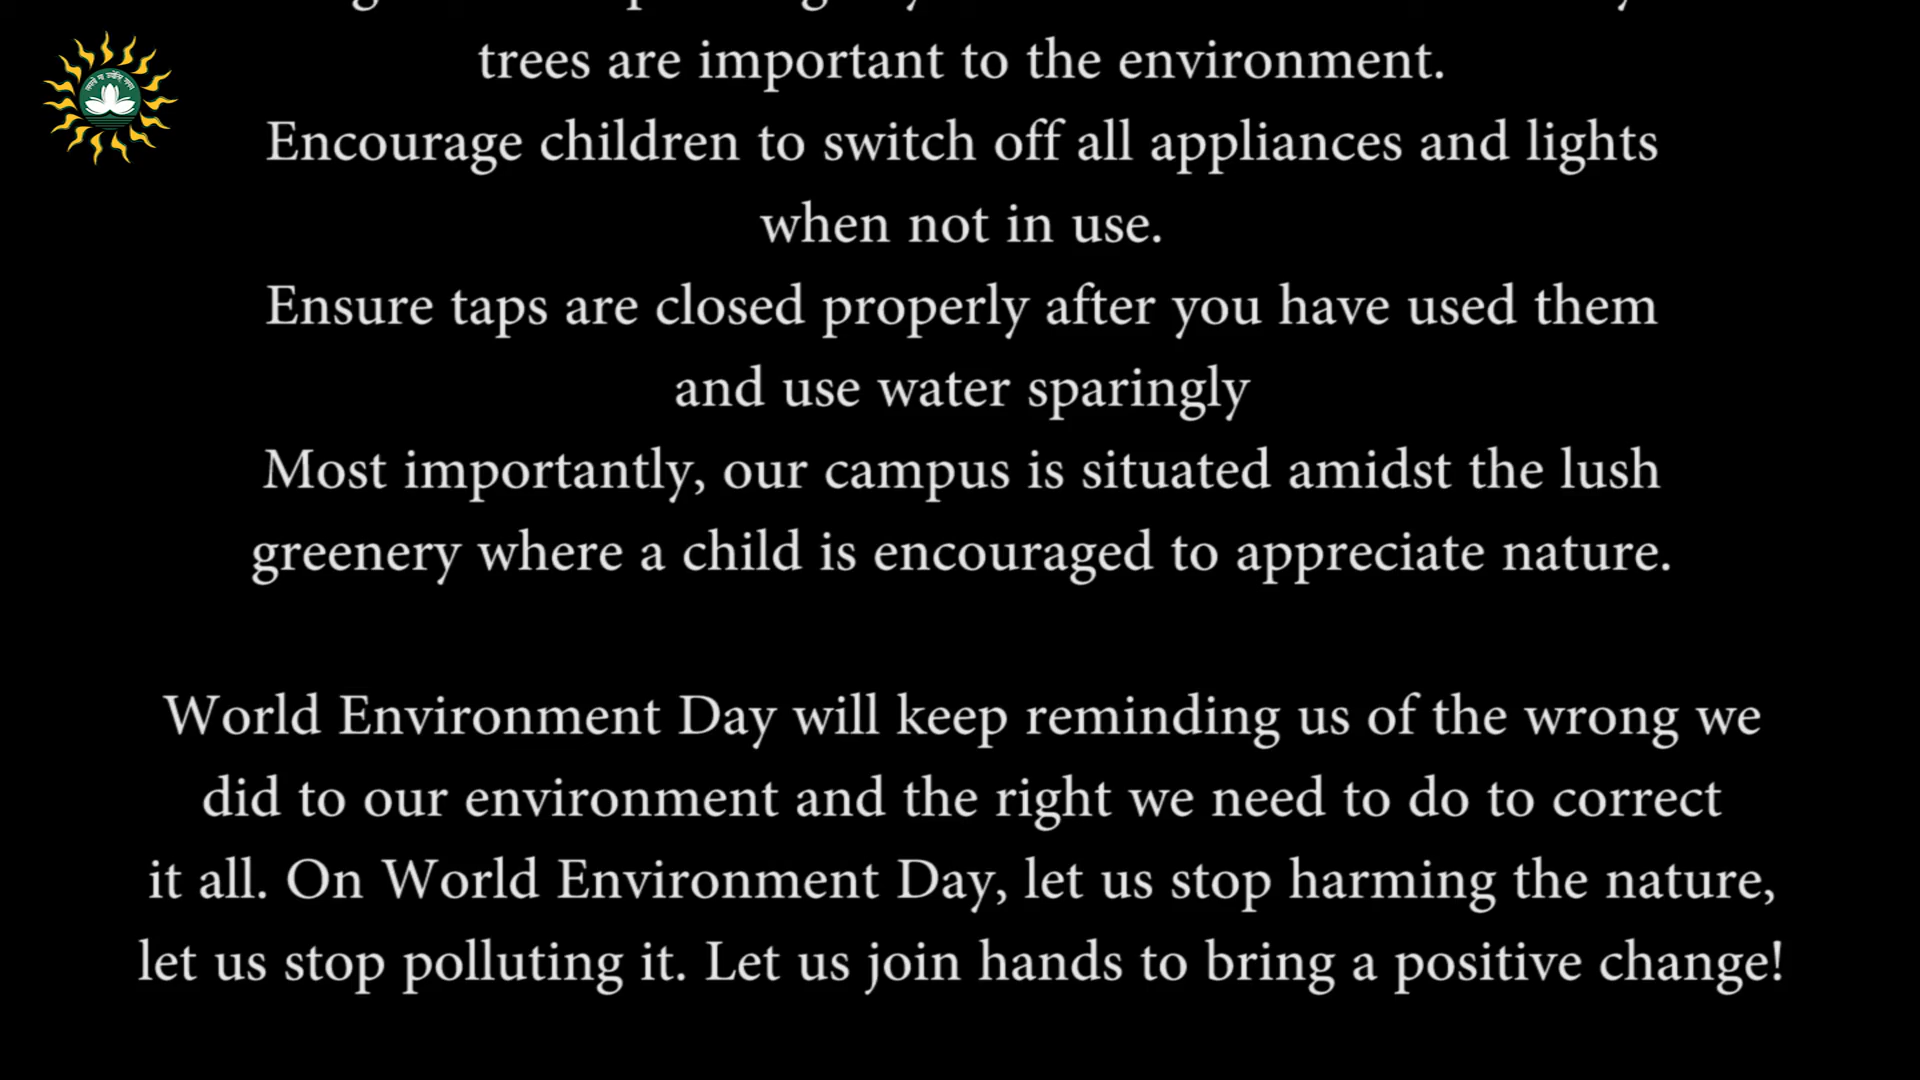 trees are important to the environment.
Encourage children to switch off all appliances and lights
when not in use.
Ensure taps are closed properly after you have used them
and use water sparingly
Most importantly, our campus is situated amidst the lush
greenery where a child is encouraged to appreciate nature.
World Environment Day will keep reminding us of the wrong we
did to our environment and the right we need to do to correct
it all. On World Environment Day, let us stop harming the nature,
let us stop polluting it. Let us join hands to bring a positive change!